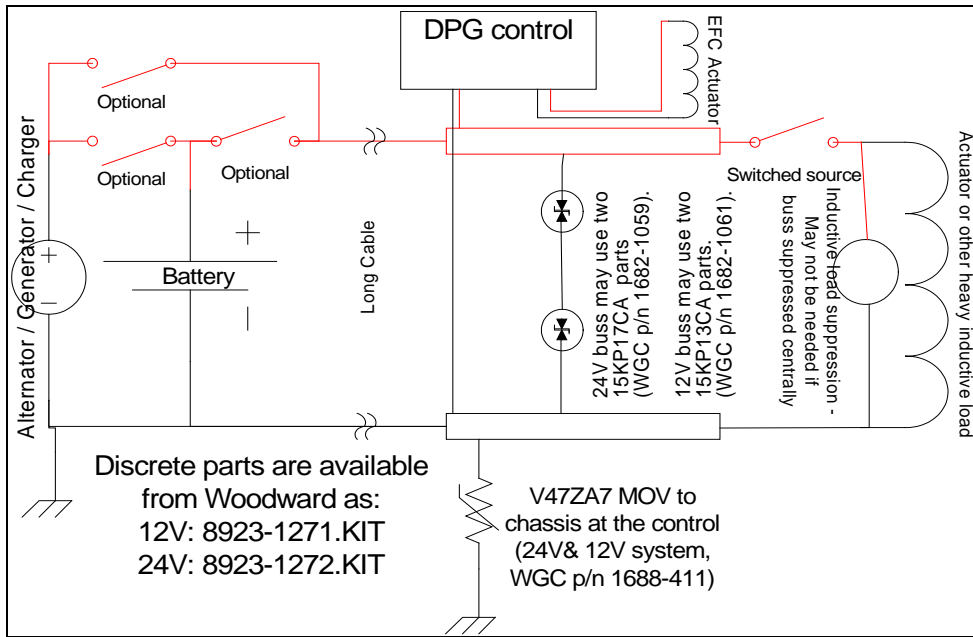 DPG control
EFC Actuator
Optional
Optional
Optional
Switched source
Alternator / Generator / Charger
+
−
+
Battery
−
Long Cable
24V buss may use two
15KP17CA parts
(WGC p/n 1682-1059).
12V buss may use two
15KP13CA parts.
(WGC p/n 1682-1061).
Inductive load suppression -
May not be needed if
buss suppressed centrally
Actuator or other heavy inductive load
Discrete parts are available
from Woodward as:
12V: 8923-1271.KIT
24V: 8923-1272.KIT
V47ZA7 MOV to
chassis at the control
(24V& 12V system,
WGC p/n 1688-411)